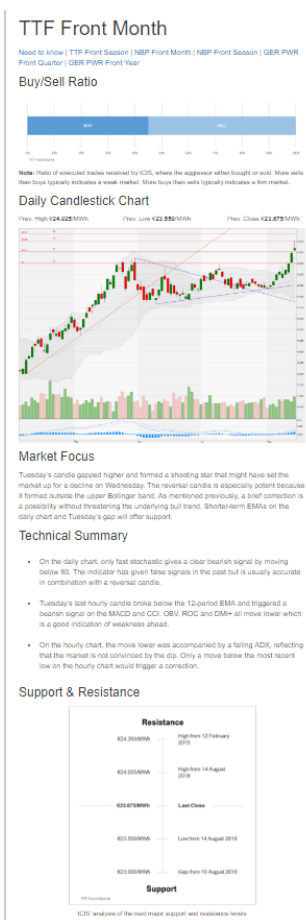 TTF Front Month
Need to know | TTF Front Season | NBP Front Month | NBP Front Season | GER PWR
Front Quarter | GER PWR Front Year
Buy/Sell Ratio
BUY
SELL
Note: Ratio of executed trades received by ICIS, where the aggressor either bought or sold. More sells
than buys typically indicates a weak market. More buys than sells typically indicates a firm market.
Daily Candlestick Chart
Prev. High €24.025/MWh Prev. Low €23.550/MWh Prev. Close €23.675/MWh
Market Focus
Tuesday's candle gapped higher and formed a shooting star that might have set the
market up for a decline on Wednesday. The reversal candle is especially potent because
it formed outside the upper Bollinger band. As mentioned previously, a brief correction is
a possibility without threatening the underlying bull trend. Shorter-term EMAs on the
daily chart and Tuesday's gap will offer support.
Technical Summary
• On the daily chart, only fast stochastic gives a clear bearish signal by moving
below 80. The indicator has given false signals in the past but is usually accurate
in combination with a reversal candle.
• Tuesday's last hourly candle broke below the 12-period EMA and triggered a
bearish signal on the MACD and CCI. OBV, ROC and DMI+ all move lower which
is a good indication of weakness ahead.
• On the hourly chart, the move lower was accompanied by a falling ADX, reflecting
that the market is not convinced by the dip. Only a move below the most recent
low on the hourly chart would trigger a correction.
Support & Resistance
Resistance
€24.350/MWh High from 12 February
2013
€24.025/MWh High from 14 August
2018
€23.675/MWh Last Close
€23.550/MWh Low from 14 August 2018
€23.000/MWh Gap from 10 August 2018
Support
TTF Front Month
ICIS' analysis of the next major support and resistance levels